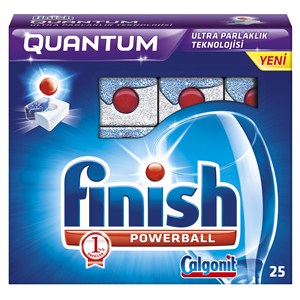 QUANTUM
ULTRA PARLAKLIK
TEKNOLOJİSİ
YENİ
finish
POWERBALL
1
Calgonit
25